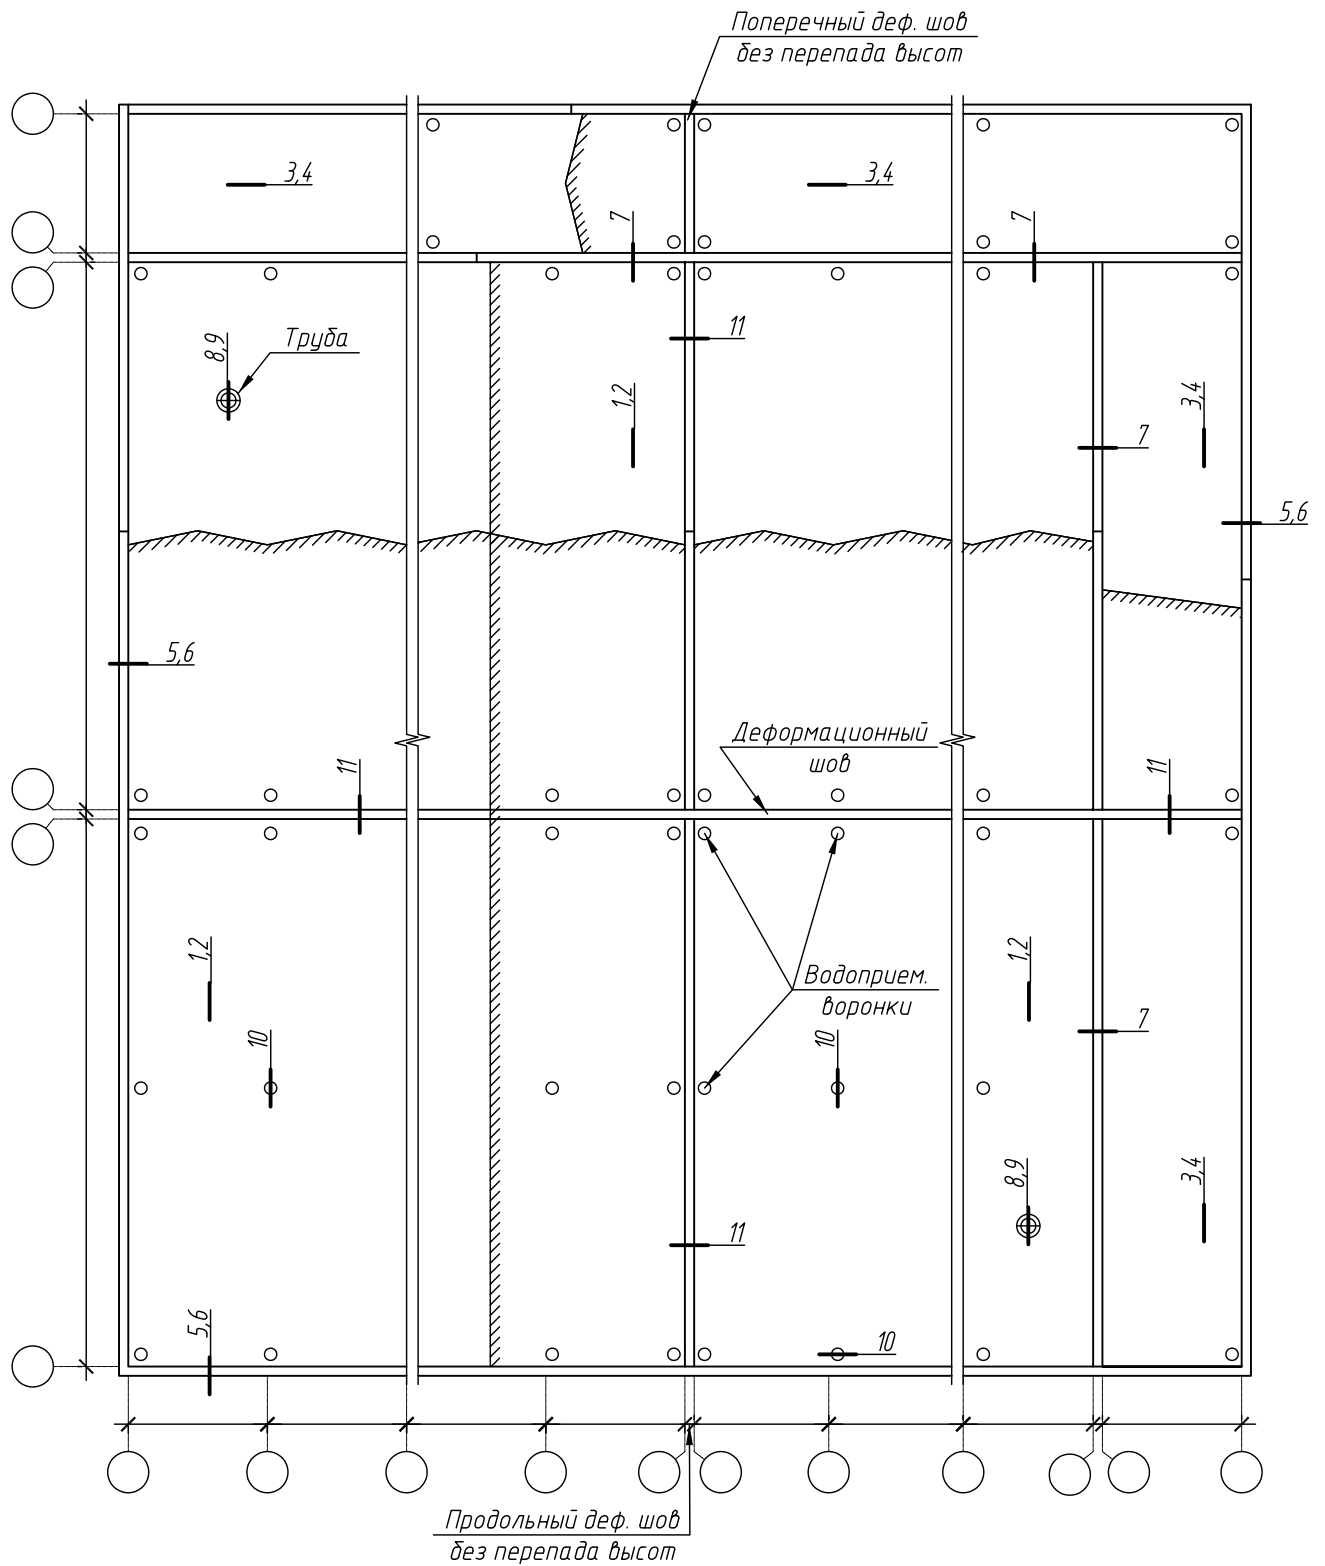 Поперечный деф. шов
без перепада высот
3,4
3,4
7
7
11
8,9
Труба
1,2
3,4
7
5,6
5,6
Деформационный
шов
11
11
1,2
1,2
Водоприем.
воронки
10
10
7
8,9
3,4
11
5,6
10
Продольный деф. шов
без перепада высот